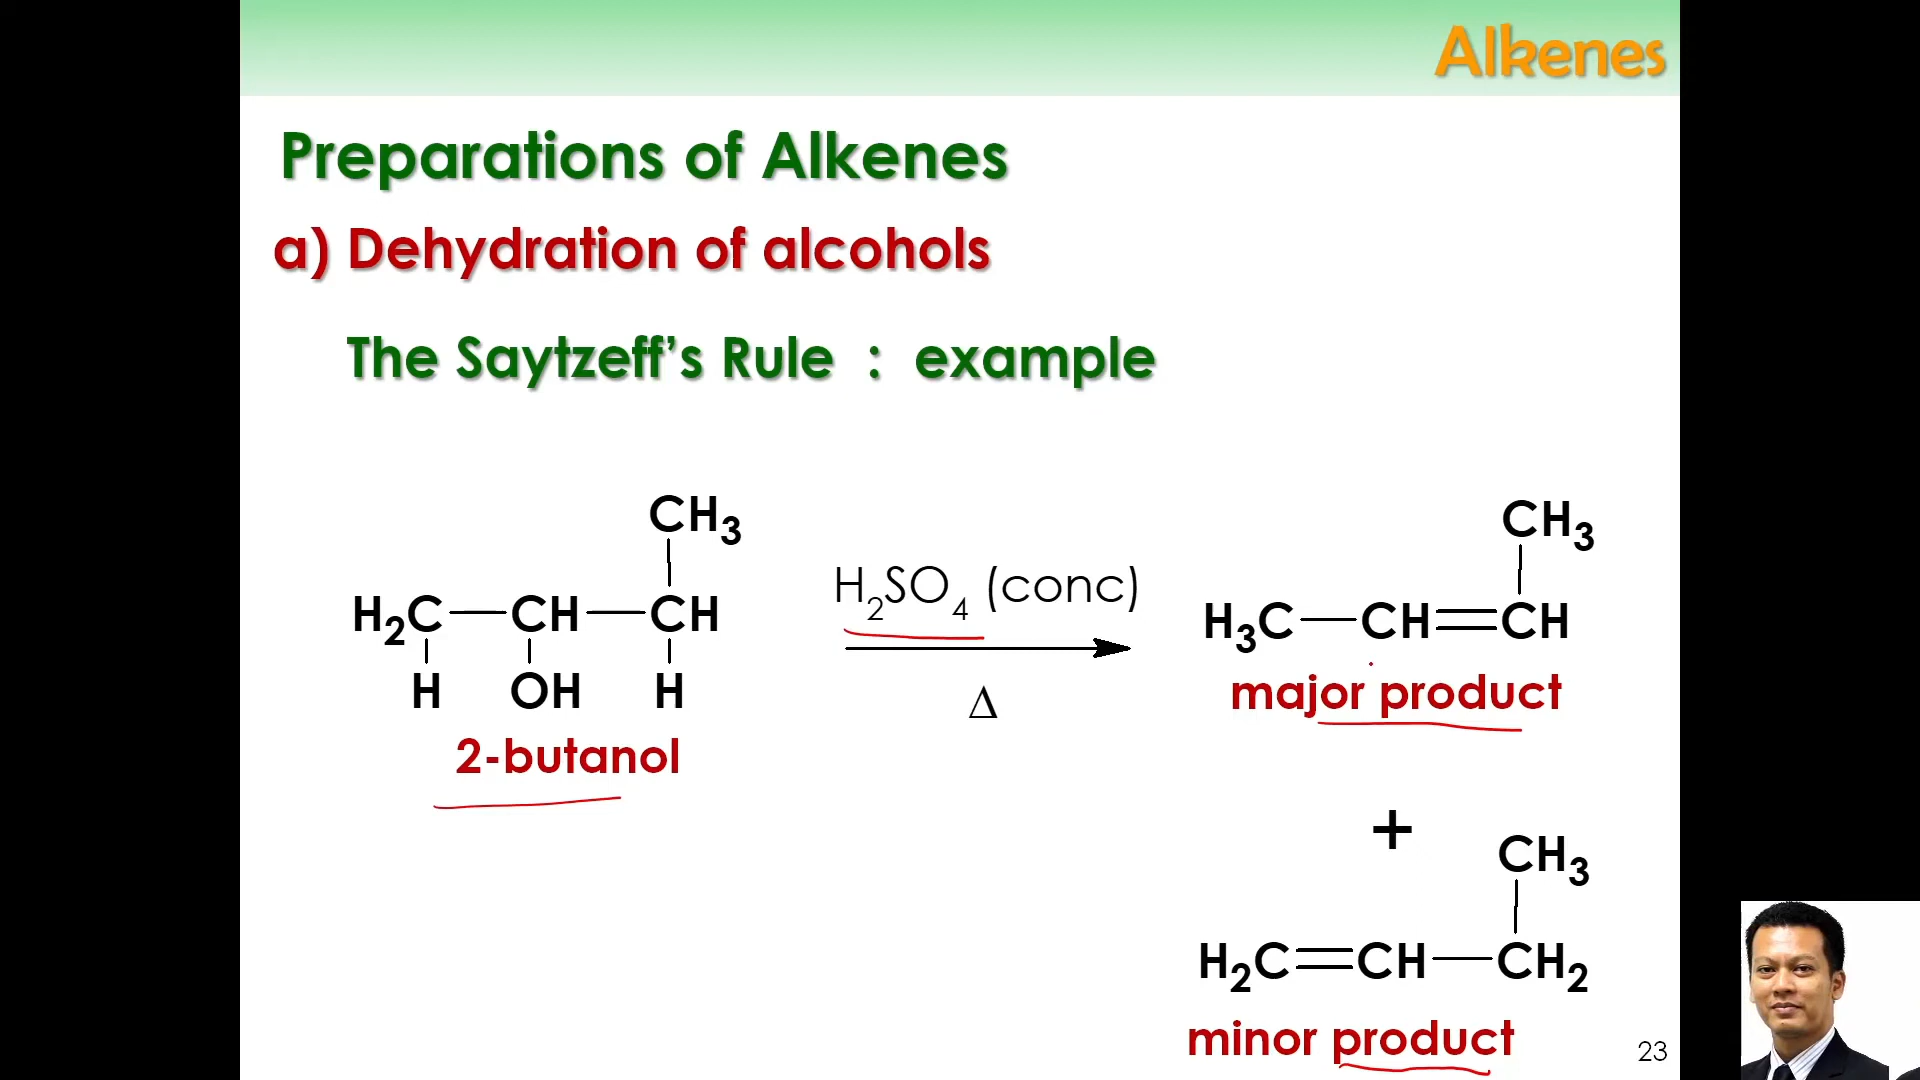 Alkenes
Preparations of Alkenes
a) Dehydration of alcohols
The Saytzeff's Rule : example
CH3
H2C CH CH
H OH H
2-butanol
H2SO4 (conc)
Δ
CH3
H3C CH CH
major product
+
CH3
H2C CH CH2
minor product
23